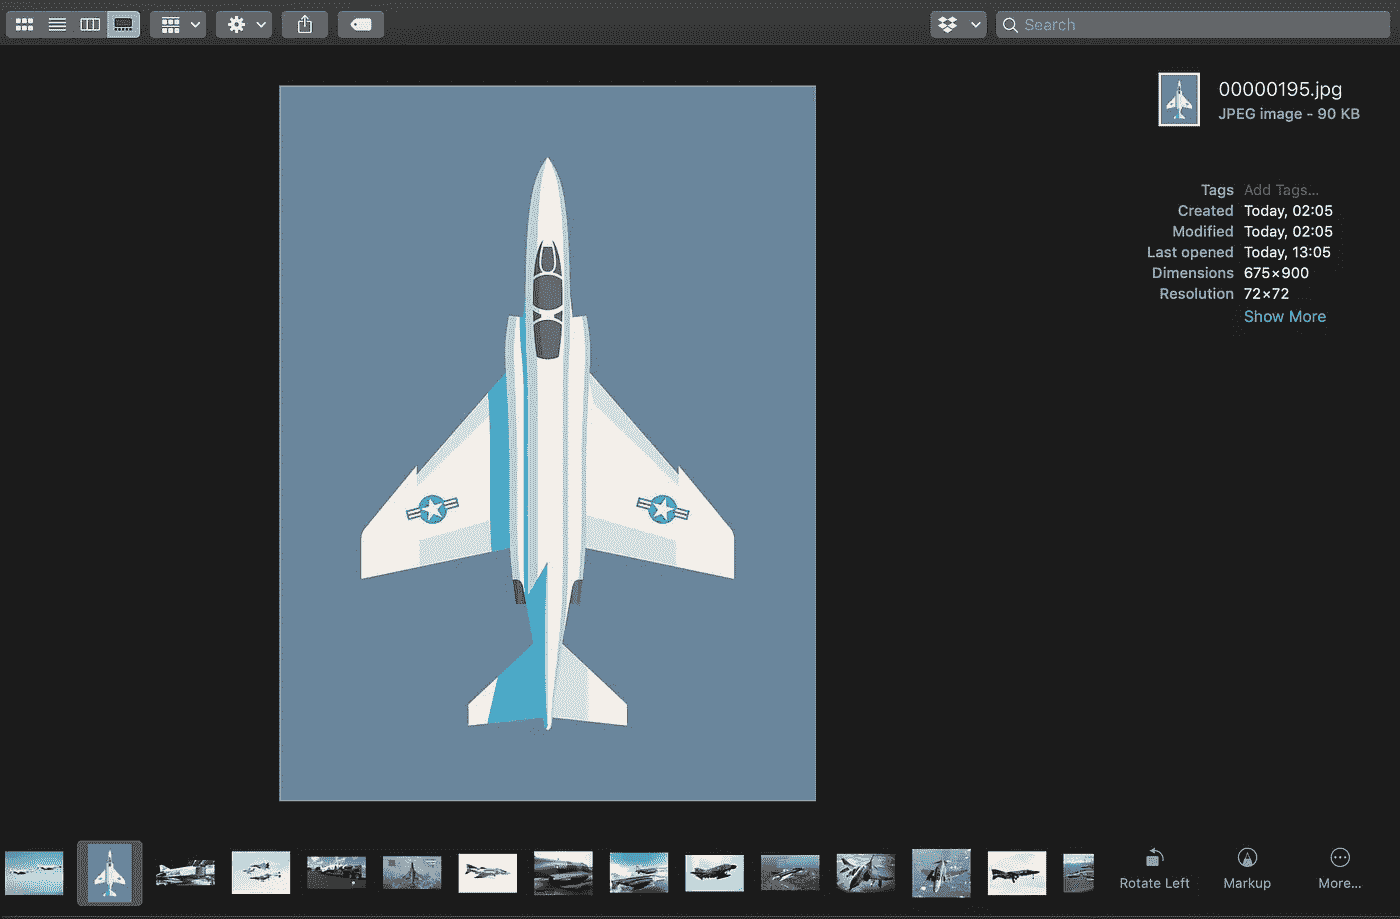 Search
00000195.jpg
JPEG image - 90 KB
Tags Add Tags...
Created Today, 02:05
Modified Today, 02:05
Last opened Today, 13:05
Dimensions 675×900
Resolution 72×72
Show More
Rotate Left Markup More...